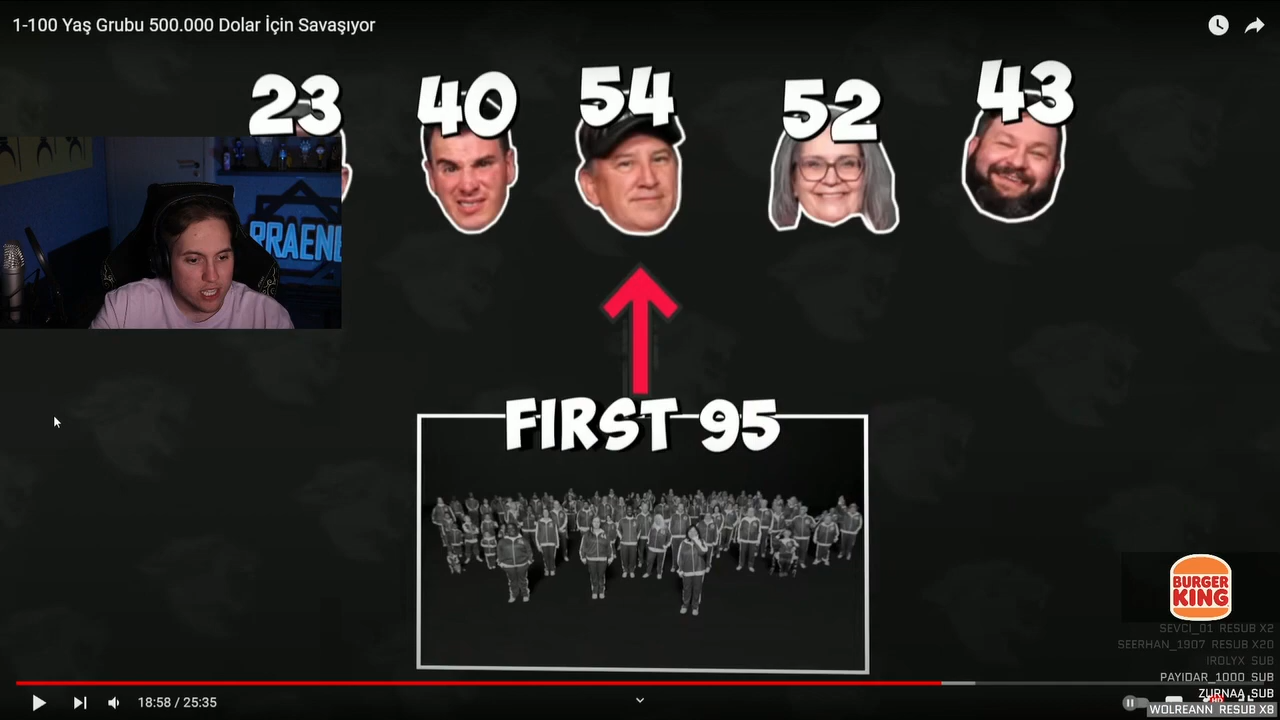 1-100 Yaş Grubu 500.000 Dolar İçin Savaşıyor
23
40
54
52
43
FIRST 95
BURGER
KING
SEVCI_01 RESUB X2
SEERHAN_1907 RESUB X20
IROLYX SUB
PAYIDAR_1000 SUB
ZURNAA SUB
WOLREANN RESUB X8
18:58 / 25:35